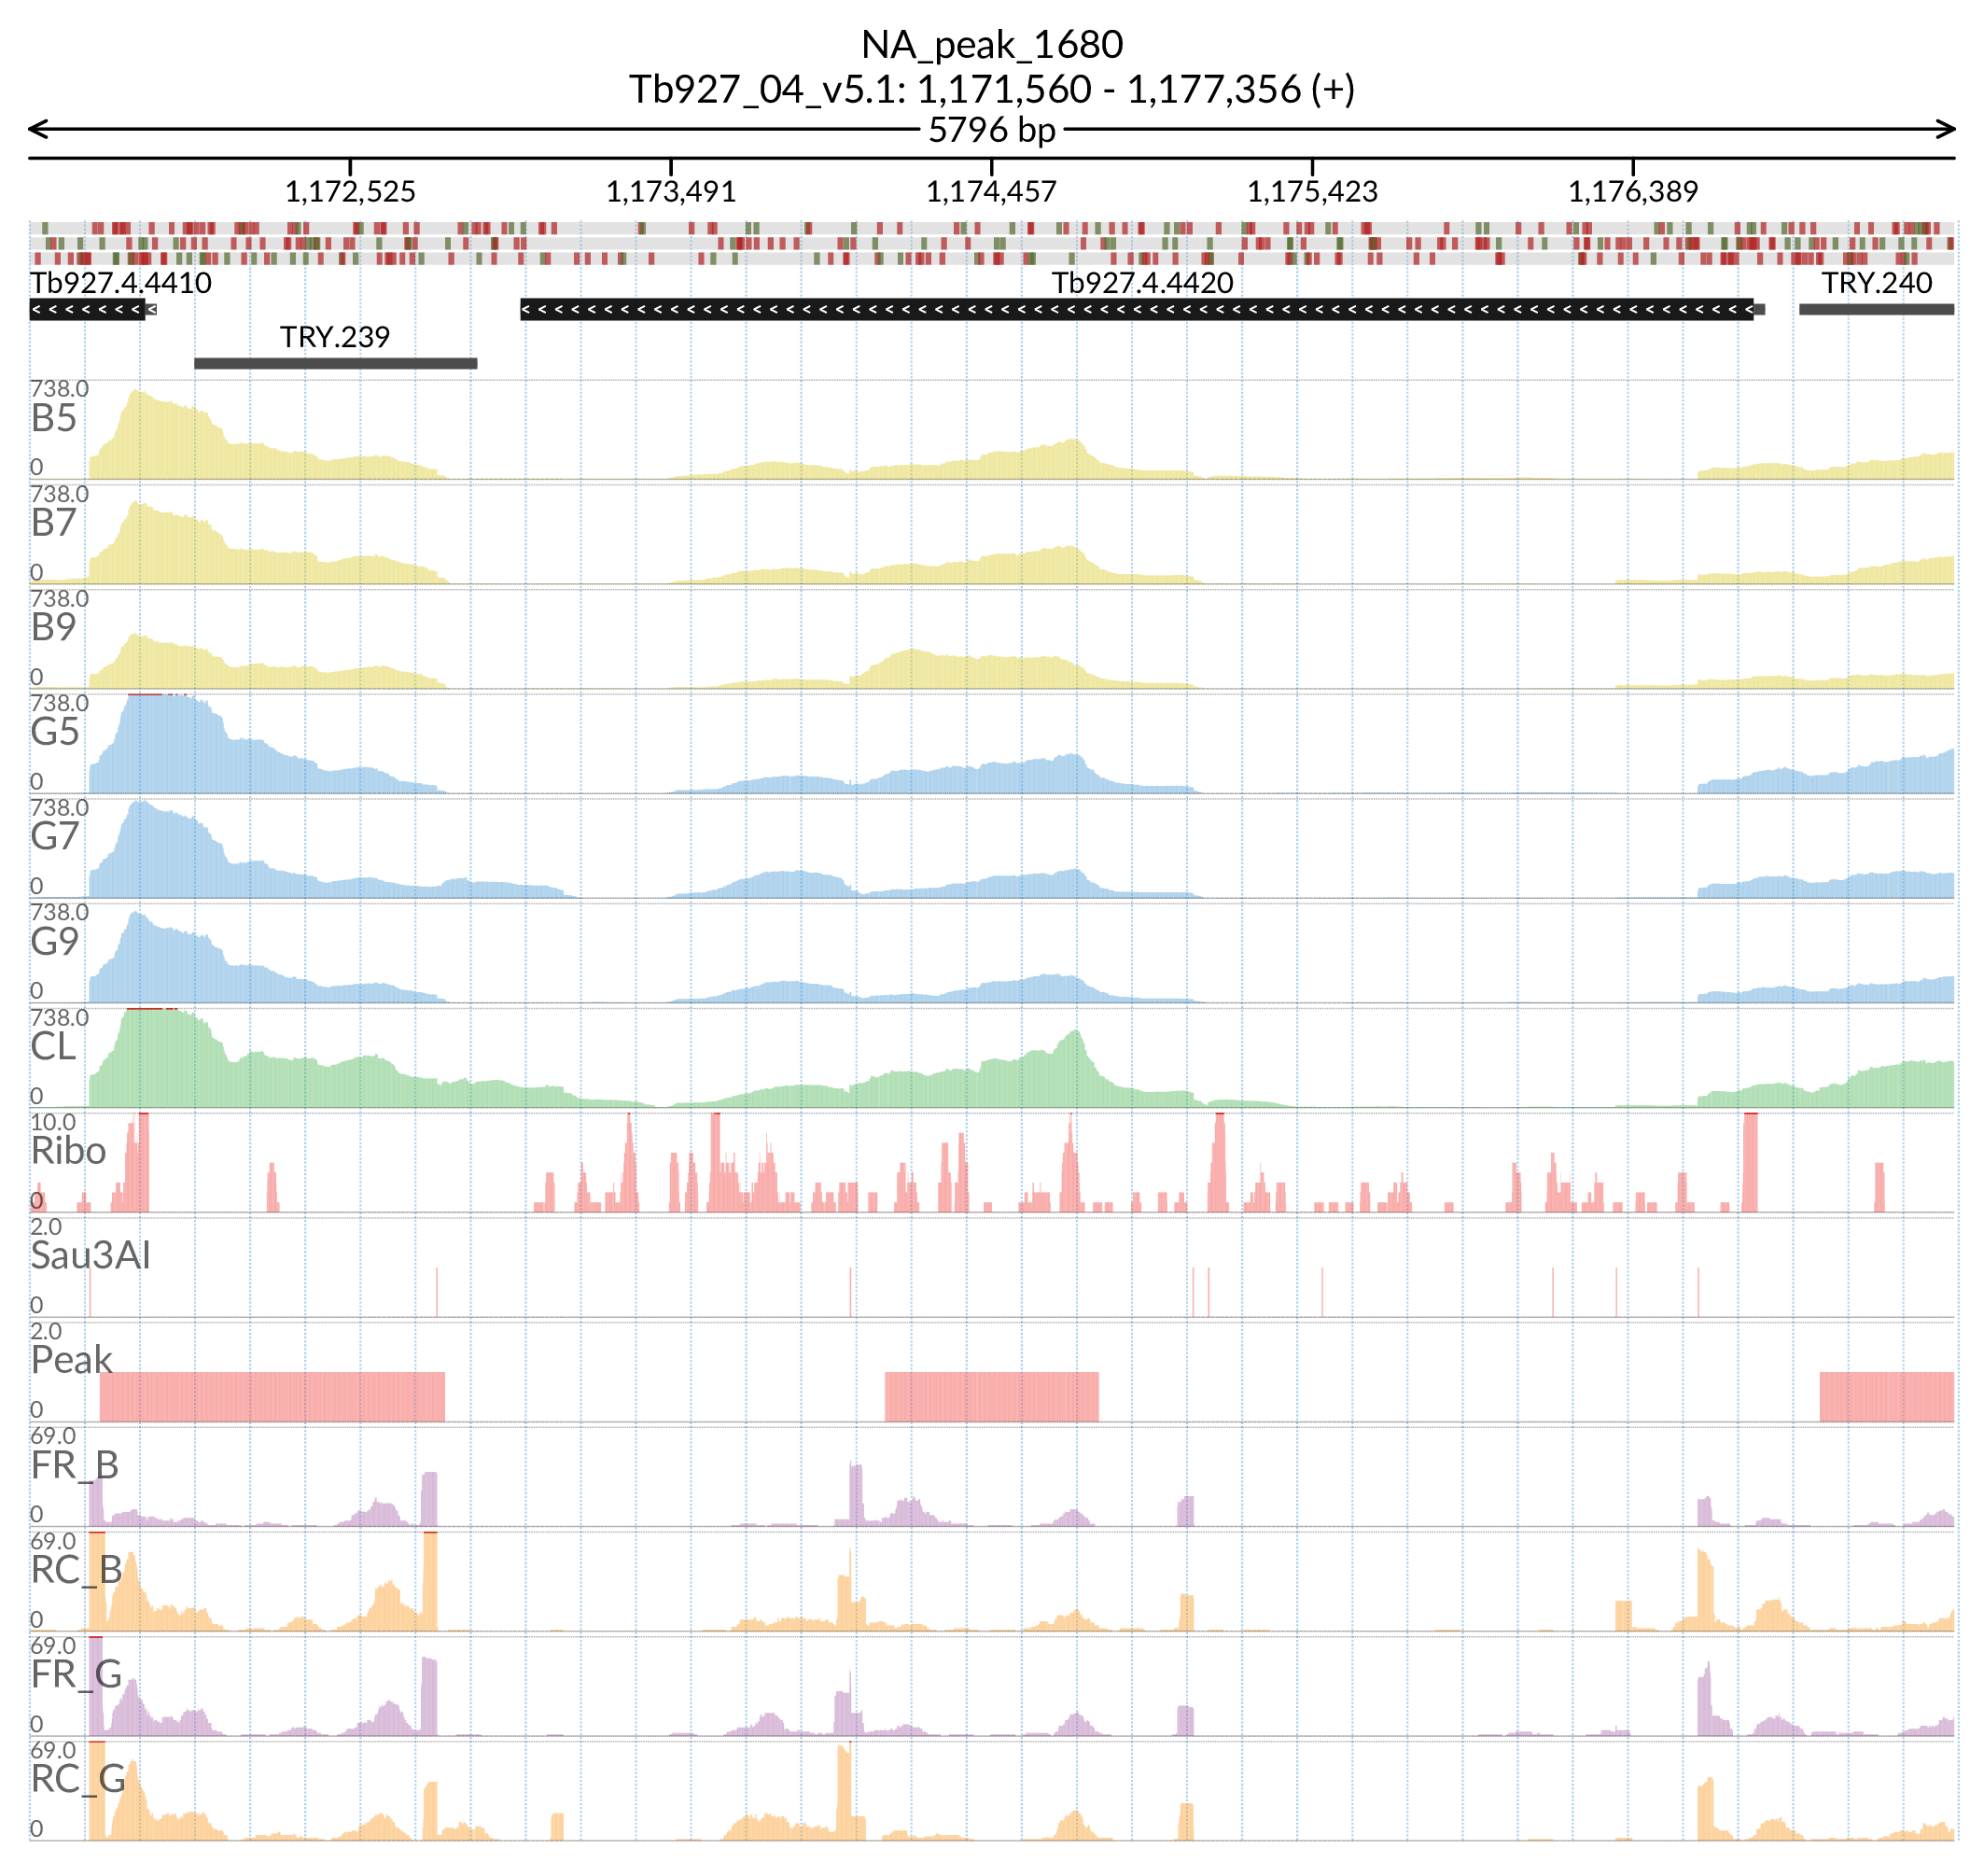 NA_peak_1680
Tb927_04_v5.1: 1,171,560 - 1,177,356 (+)
5796 bp
1,172,525 1,173,491 1,174,457 1,175,423 1,176,389
Tb927.4.4410 Tb927.4.4420 TRY.240
TRY.239
738.0
B5
0
738.0
B7
0
738.0
B9
0
738.0
G5
0
738.0
G7
0
738.0
G9
0
738.0
CL
0
10.0
Ribo
0
2.0
Sau3AI
0
2.0
Peak
0
69.0
FR_B
0
69.0
RC_B
0
69.0
FR_G
0
69.0
RC_G
0